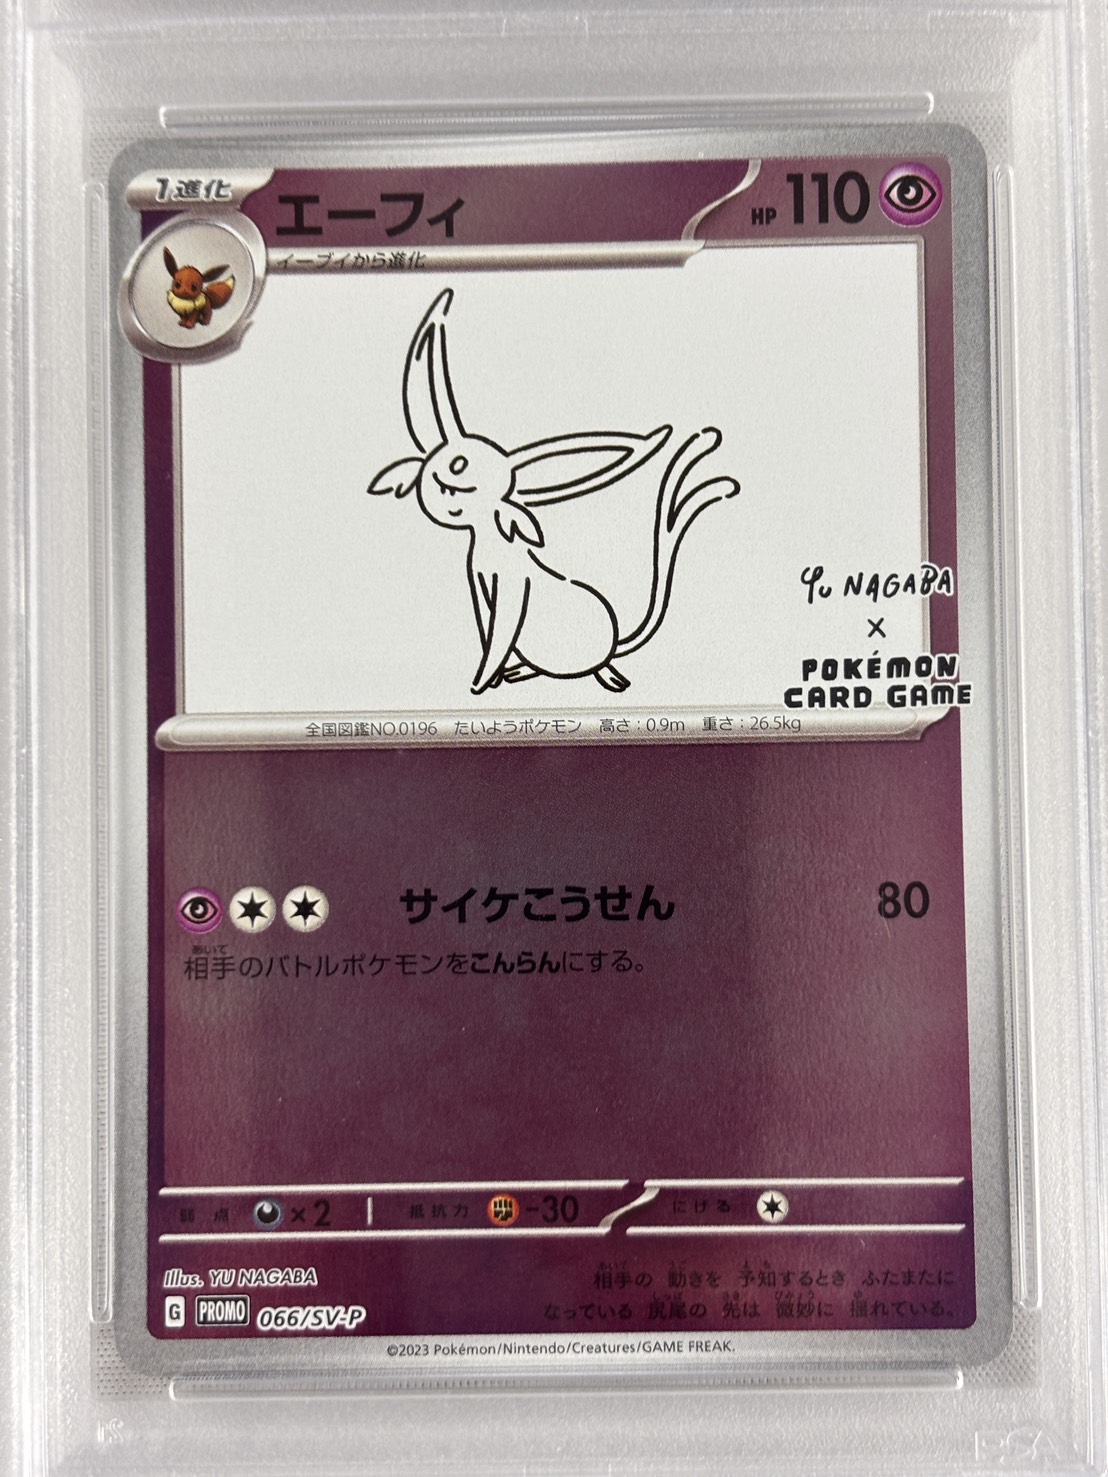 1進化
エーフィ
HP 110
イーブイから進化
Yu NAGABA
×
POKÉMON
CARD GAME
全国図鑑NO.0196 たいようポケモン 高さ:0.9m 重さ:26.5kg
サイケこうせん 80
あいて
相手のバトルポケモンをこんらんにする。
弱点 ×2 抵抗力 -30 にげる
Illus. YU NAGABA
G PROMO 066/SV-P
相手の 動きを 予知するとき ふたまたに
なっている 尻尾の 先は 微妙に 揺れている。
©2023 Pokémon/Nintendo/Creatures/GAME FREAK.
PSA